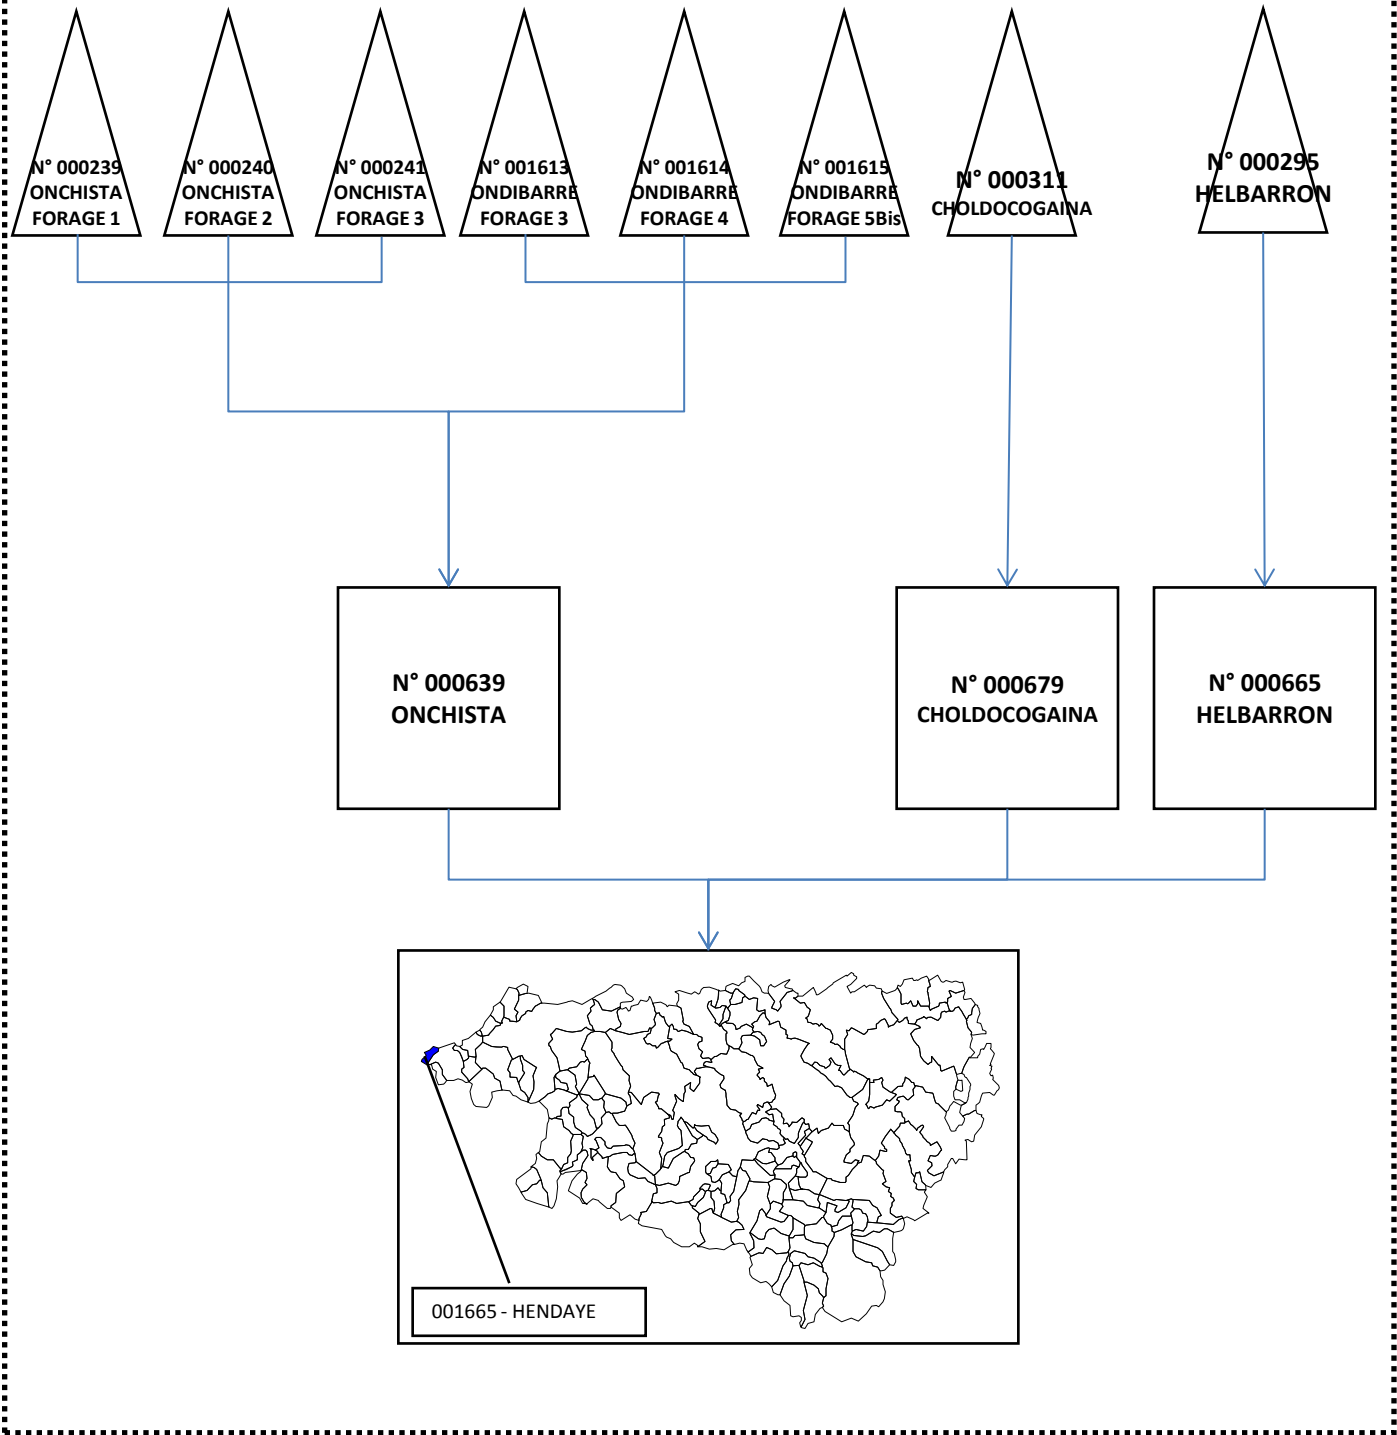 N° 000239
ONCHISTA
FORAGE 1
N° 000240
ONCHISTA
FORAGE 2
N° 000241
ONCHISTA
FORAGE 3
N° 001613
ONDIBARRE
FORAGE 3
N° 001614
ONDIBARRE
FORAGE 4
N° 001615
ONDIBARRE
FORAGE 5Bis
N° 000311
CHOLDOCOGAINA
N° 000295
HELBARRON
N° 000639
ONCHISTA
N° 000679
CHOLDOCOGAINA
N° 000665
HELBARRON
001665 - HENDAYE